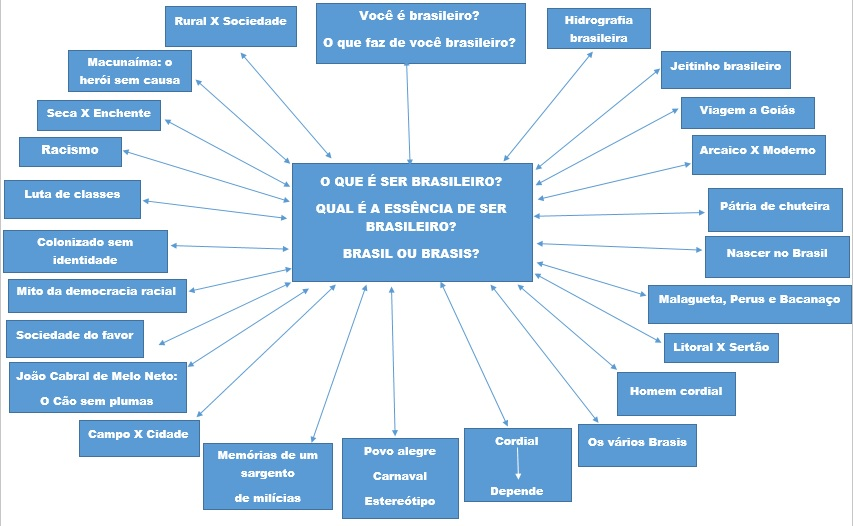 Rural X Sociedade
Você é brasileiro?
O que faz de você brasileiro?
Hidrografia
brasileira
Macunaíma: o
herói sem causa
Jeitinho brasileiro
Seca X Enchente
Viagem a Goiás
Racismo
Arcaico X Moderno
O QUE É SER BRASILEIRO?
QUAL É A ESSÊNCIA DE SER
BRASILEIRO?
BRASIL OU BRASIS?
Luta de classes
Pátria de chuteira
Colonizado sem
identidade
Nascer no Brasil
Mito da democracia racial
Malagueta, Perus e Bacanaço
Sociedade do favor
Litoral X Sertão
João Cabral de Melo Neto:
O Cão sem plumas
Homem cordial
Campo X Cidade
Memórias de um
sargento
de milícias
Povo alegre
Carnaval
Estereótipo
Cordial
Depende
Os vários Brasis